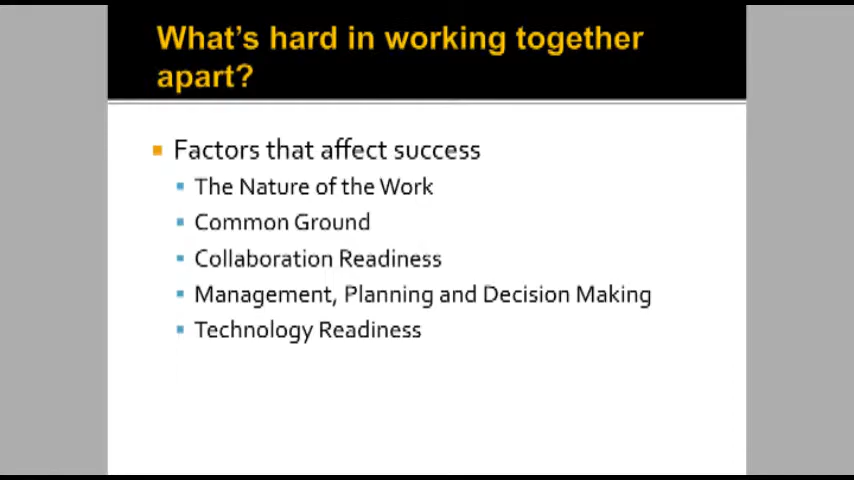 What's hard in working together
apart?
Factors that affect success
The Nature of the Work
Common Ground
Collaboration Readiness
Management, Planning and Decision Making
Technology Readiness